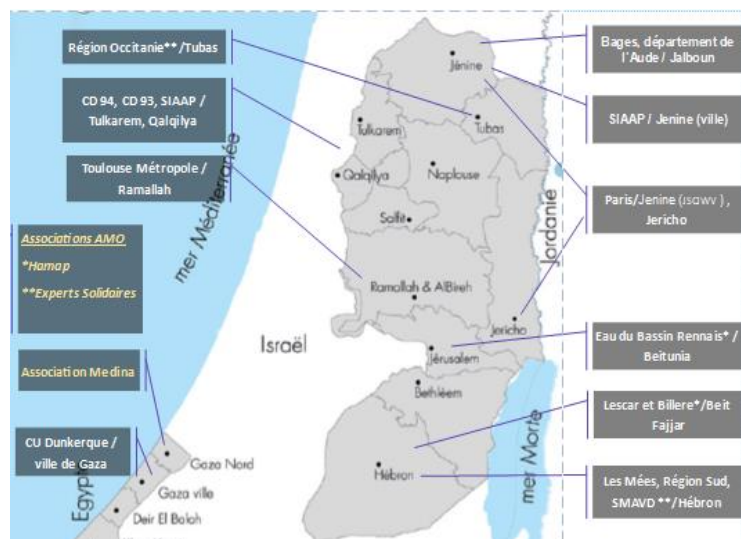 Région Occitanie**/Tubas
CD 94, CD 93, SIAAP /
Tulkarem, Qalqilya
Toulouse Métropole /
Ramallah
Associations AMO
*Hamap
**Experts Solidaires
Association Medina
CU Dunkerque /
ville de Gaza
mer Méditerranée
Egypte
Israël
Jordanie
mer Morte
Jénine
Tulkarem
Tubas
Qalqilya
Naplouse
Salfit
Ramallah & AlBireh
Jericho
Jérusalem
Bethléem
Hébron
Gaza Nord
Gaza ville
Deir El Balah
Bages, département de
l'Aude / Jalboun
SIAAP / Jenine (ville)
Paris/Jenine (ISAWV ) ,
Jericho
Eau du Bassin Rennais* /
Beitunia
Lescar et Billere*/Beit
Fajjar
Les Mées, Région Sud,
SMAVD **/Hébron